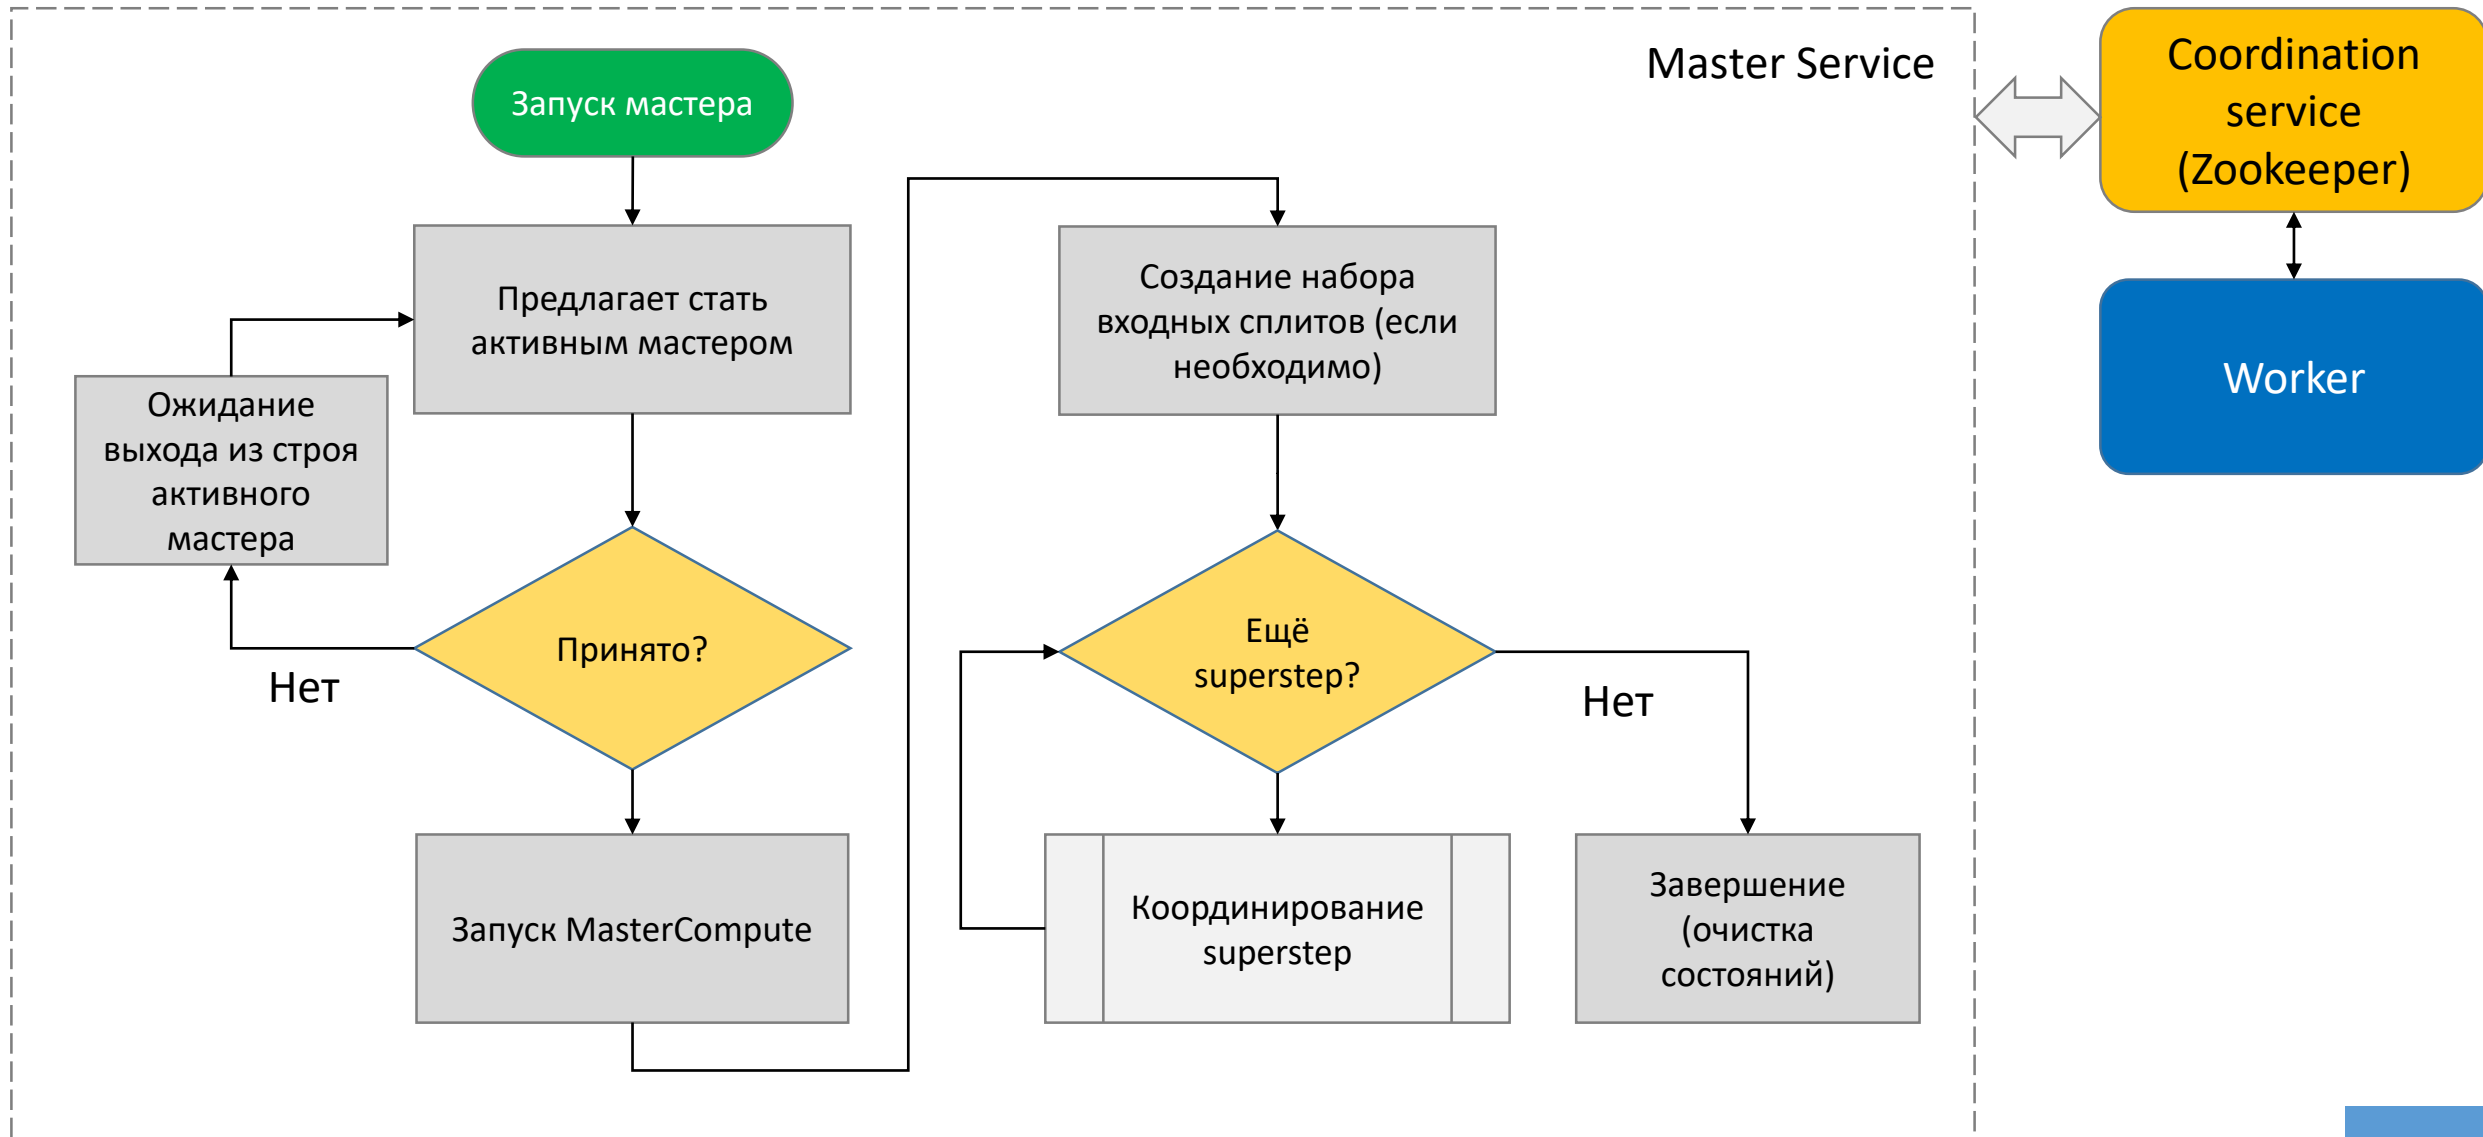 Master Service
Запуск мастера
Предлагает стать
активным мастером
Ожидание
выхода из строя
активного
мастера
Принято?
Нет
Запуск MasterCompute
Создание набора
входных сплитов (если
необходимо)
Ещё
superstep?
Нет
Координирование
superstep
Завершение
(очистка
состояний)
Coordination
service
(Zookeeper)
Worker